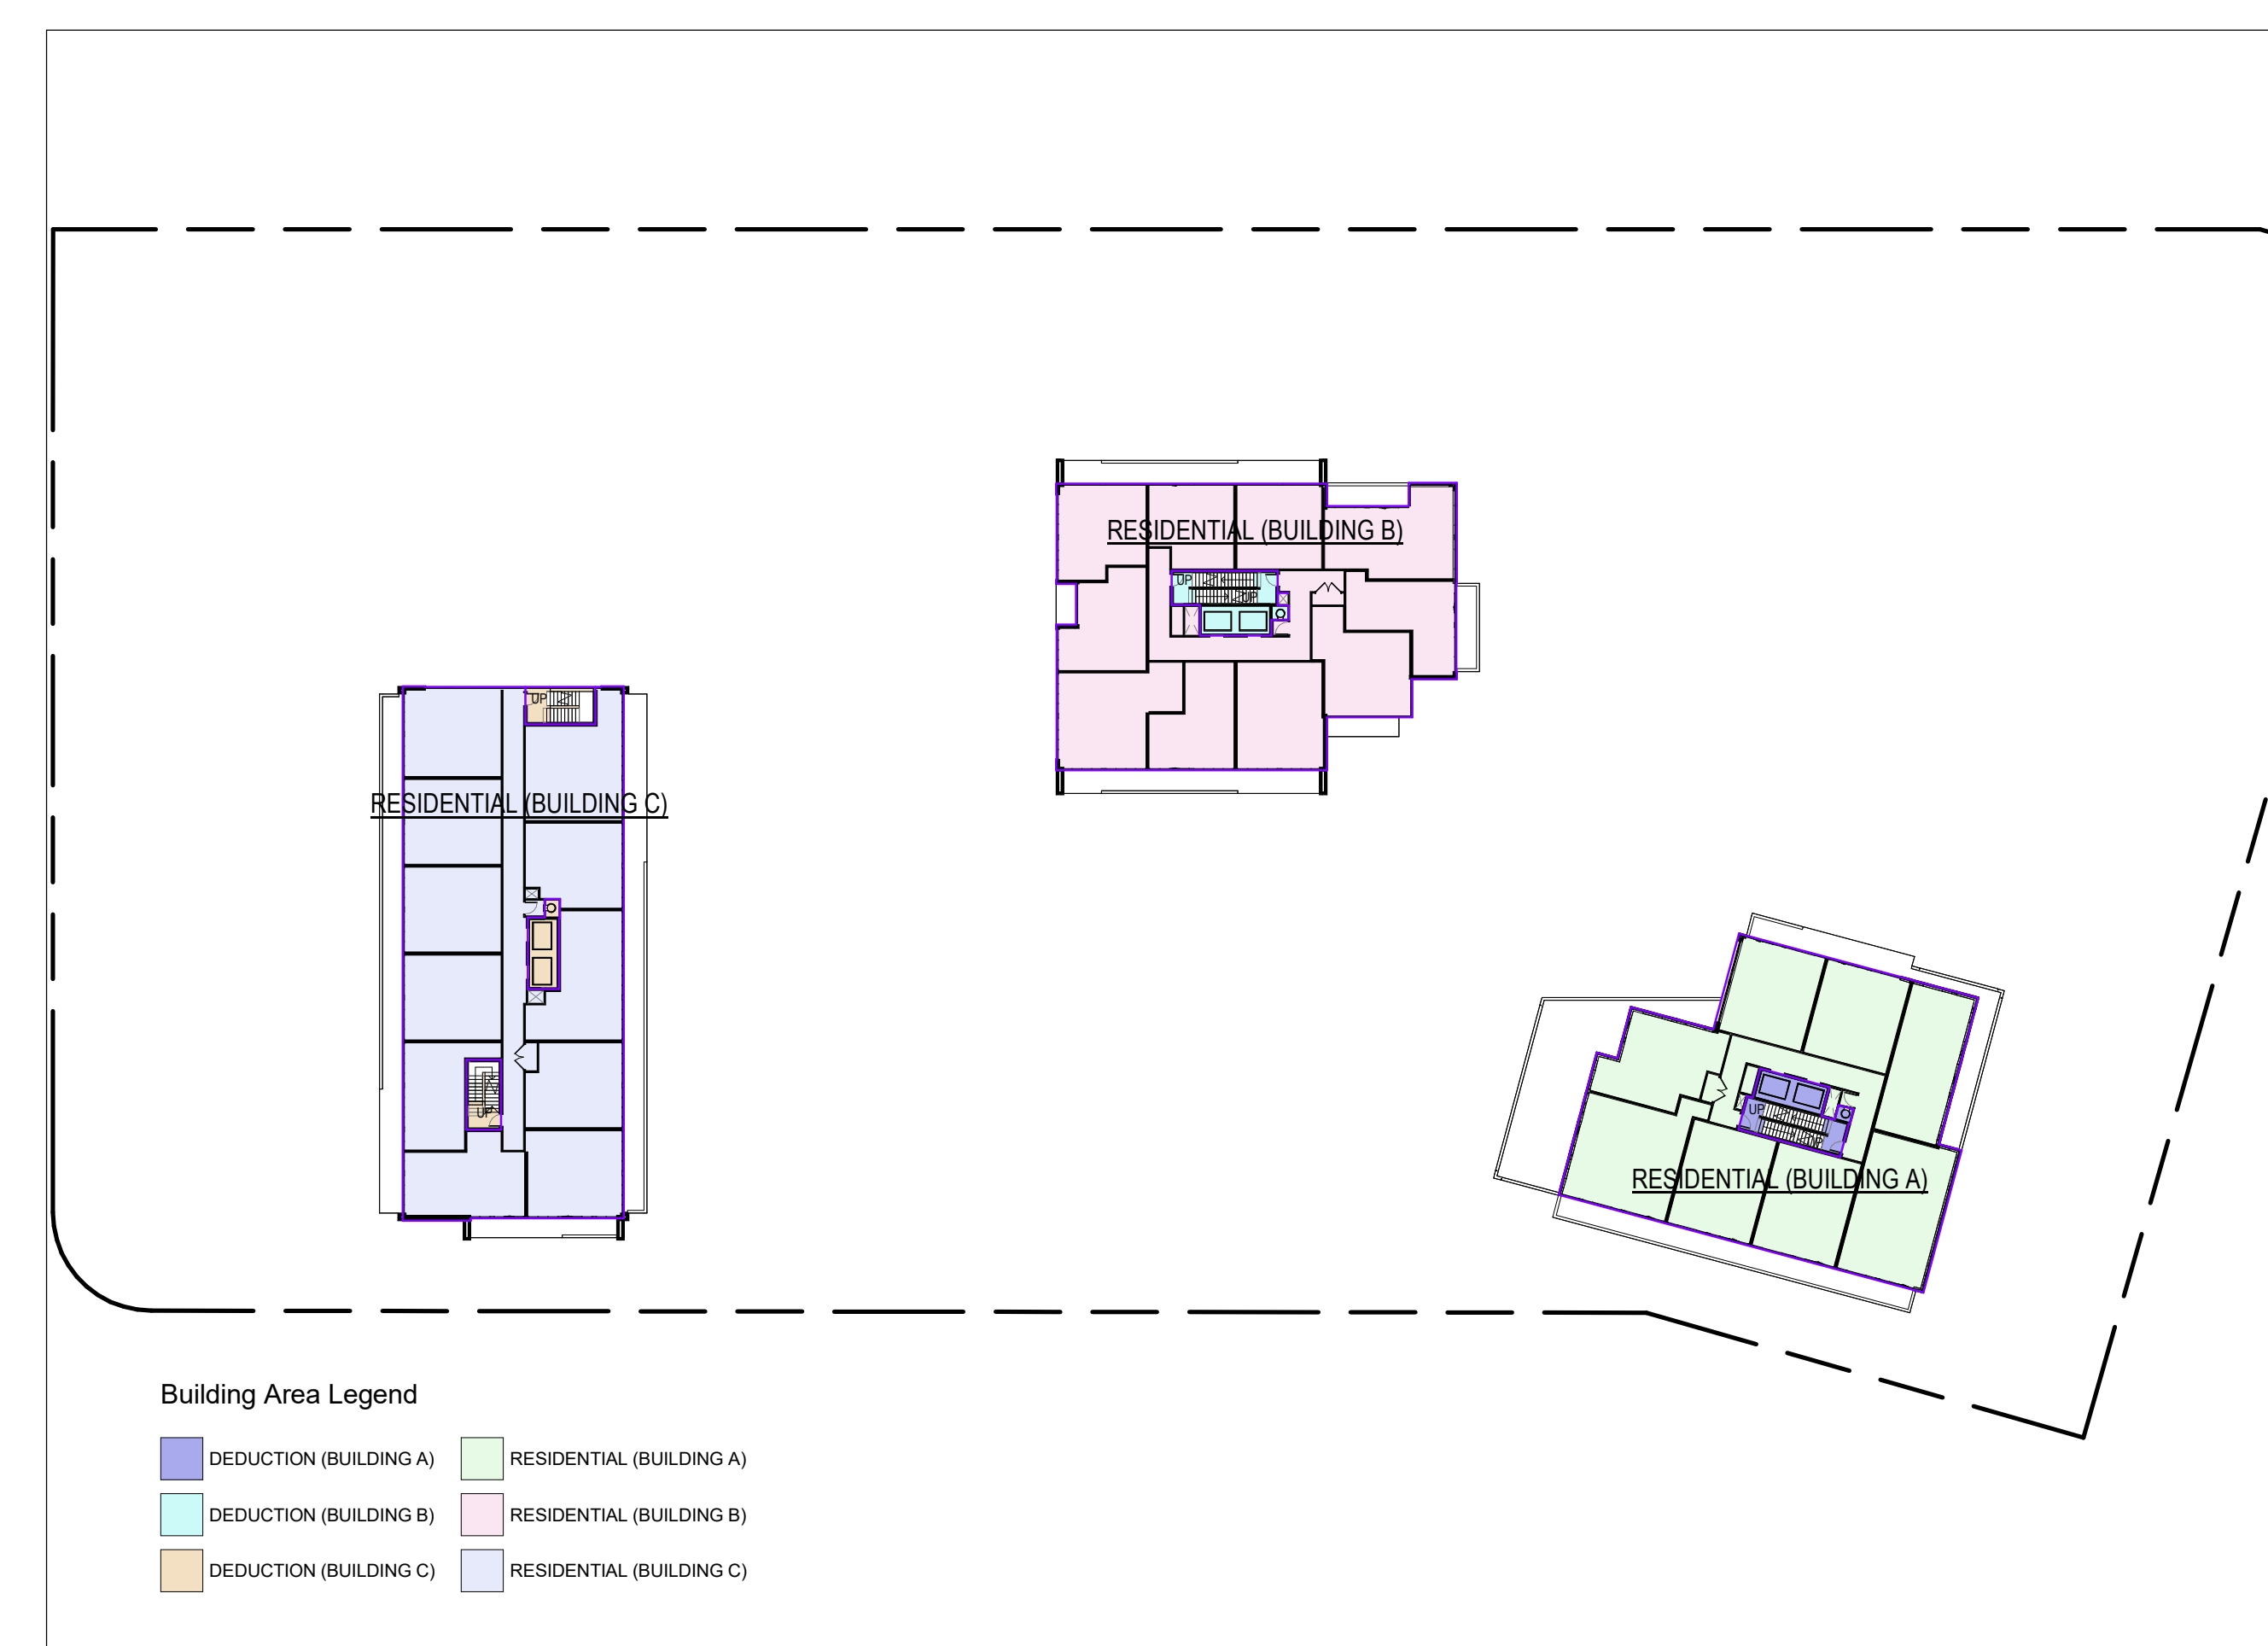 RESIDENTIAL (BUILDING B)
UP
UP
UP
RESIDENTIAL (BUILDING C)
UP
UP
UP
RESIDENTIAL (BUILDING A)
Building Area Legend
DEDUCTION (BUILDING A)
RESIDENTIAL (BUILDING A)
DEDUCTION (BUILDING B)
RESIDENTIAL (BUILDING B)
DEDUCTION (BUILDING C)
RESIDENTIAL (BUILDING C)